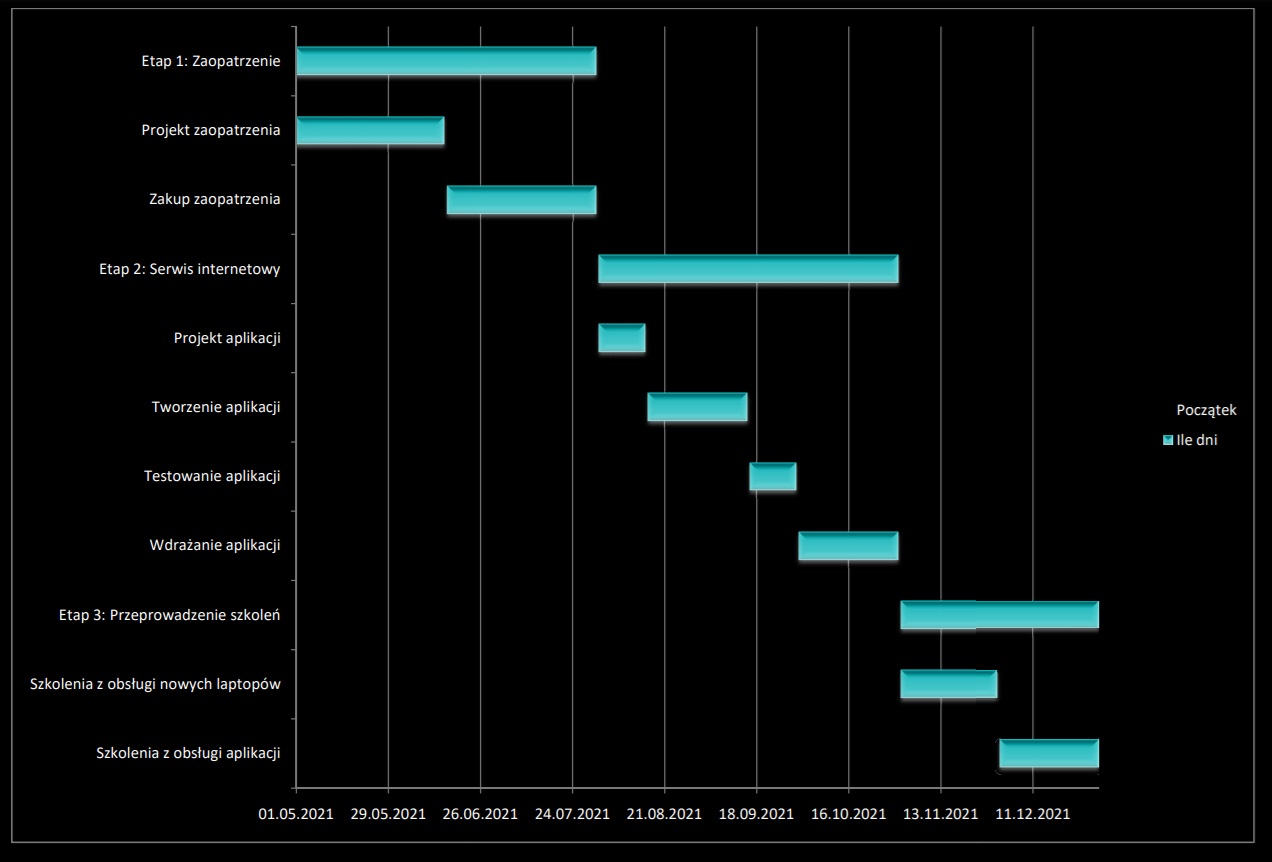 Etap 1: Zaopatrzenie
Projekt zaopatrzenia
Zakup zaopatrzenia
Etap 2: Serwis internetowy
Projekt aplikacji
Tworzenie aplikacji
Testowanie aplikacji
Wdrażanie aplikacji
Etap 3: Przeprowadzenie szkoleń
Szkolenia z obsługi nowych laptopów
Szkolenia z obsługi aplikacji
01.05.2021 29.05.2021 26.06.2021 24.07.2021 21.08.2021 18.09.2021 16.10.2021 13.11.2021 11.12.2021
Początek
Ile dni